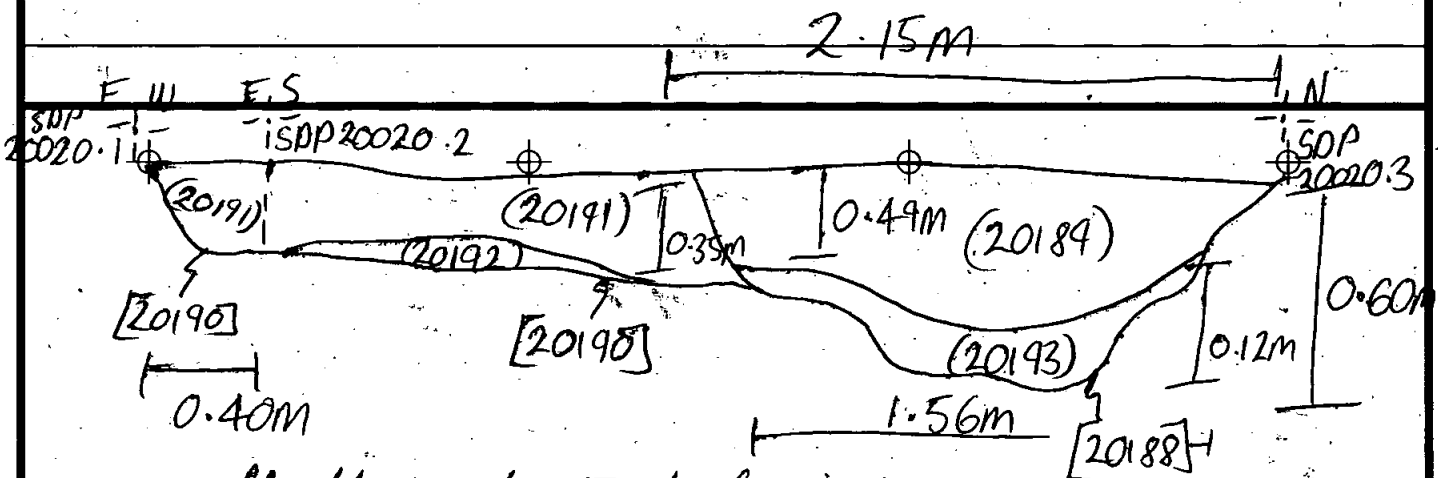 2.15m
E W E S N
SDP 20020.1 SDP 20020.2 SDP 20020.3
(20191) (20191) 0.49m (20189)
(20192) 0.35m
[20190] [20190] (20193) 0.12m 0.60m
0.40m 1.56m [20188]